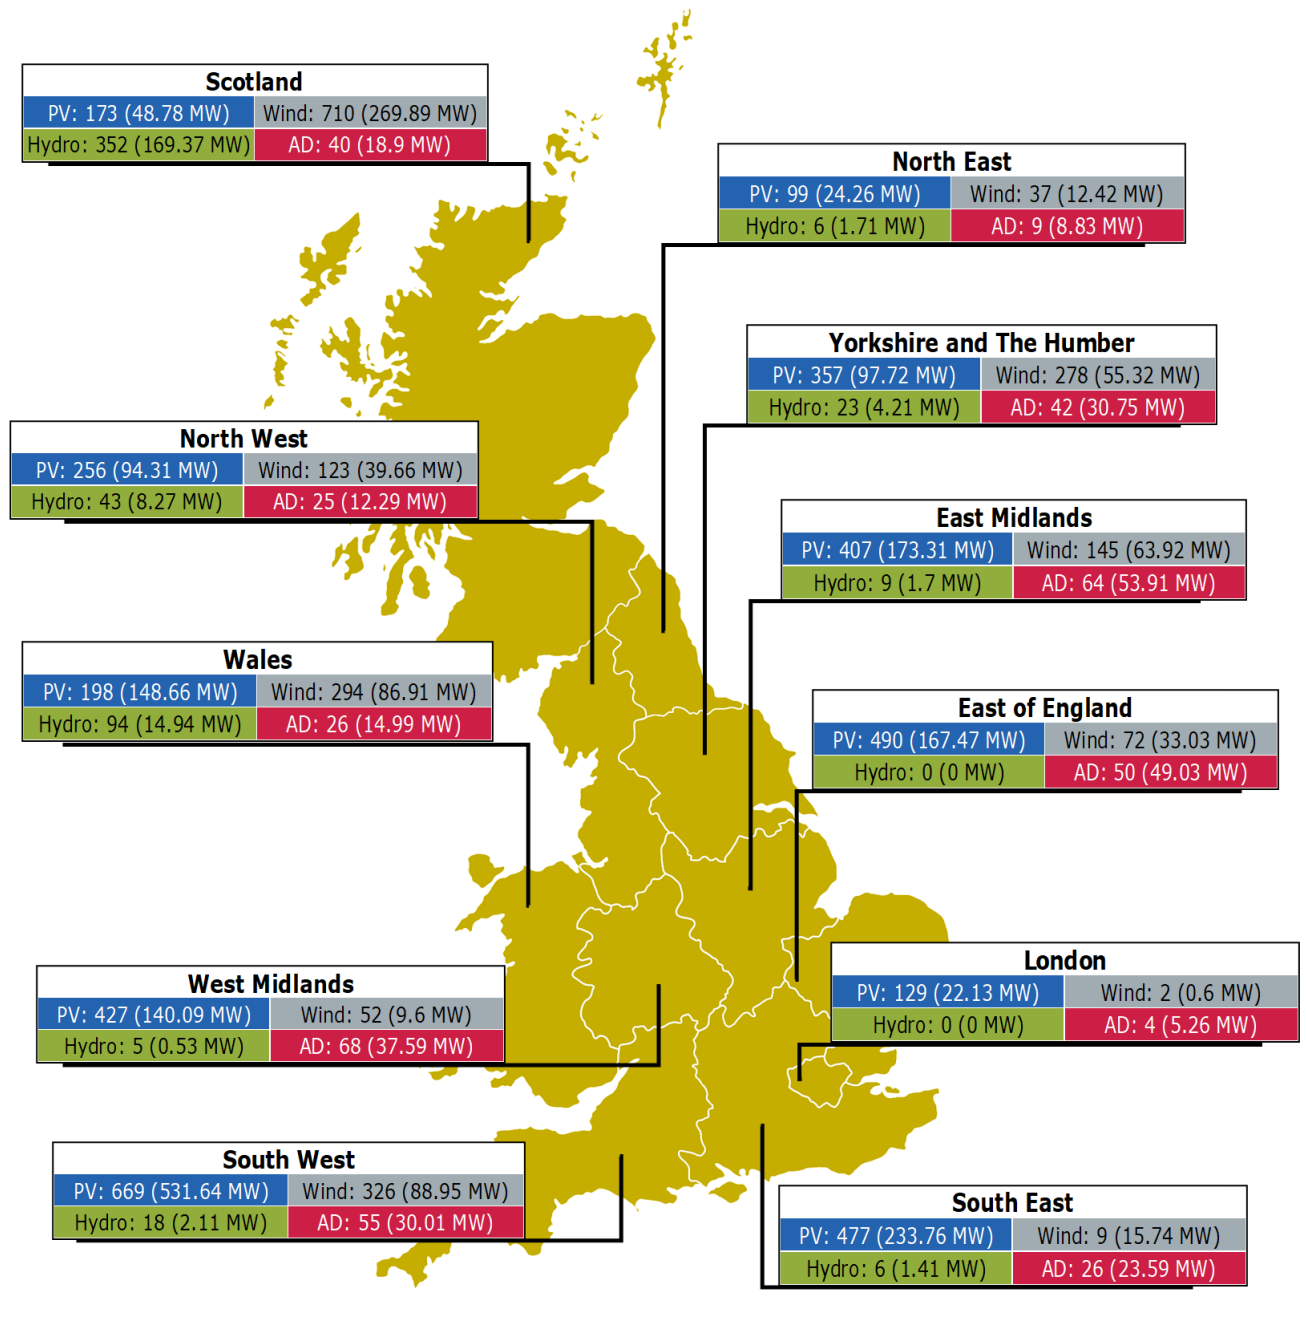 Scotland
PV: 173 (48.78 MW) Wind: 710 (269.89 MW)
Hydro: 352 (169.37 MW) AD: 40 (18.9 MW)
North East
PV: 99 (24.26 MW) Wind: 37 (12.42 MW)
Hydro: 6 (1.71 MW) AD: 9 (8.83 MW)
Yorkshire and The Humber
PV: 357 (97.72 MW) Wind: 278 (55.32 MW)
Hydro: 23 (4.21 MW) AD: 42 (30.75 MW)
North West
PV: 256 (94.31 MW) Wind: 123 (39.66 MW)
Hydro: 43 (8.27 MW) AD: 25 (12.29 MW)
East Midlands
PV: 407 (173.31 MW) Wind: 145 (63.92 MW)
Hydro: 9 (1.7 MW) AD: 64 (53.91 MW)
Wales
PV: 198 (148.66 MW) Wind: 294 (86.91 MW)
Hydro: 94 (14.94 MW) AD: 26 (14.99 MW)
East of England
PV: 490 (167.47 MW) Wind: 72 (33.03 MW)
Hydro: 0 (0 MW) AD: 50 (49.03 MW)
London
PV: 129 (22.13 MW) Wind: 2 (0.6 MW)
Hydro: 0 (0 MW) AD: 4 (5.26 MW)
West Midlands
PV: 427 (140.09 MW) Wind: 52 (9.6 MW)
Hydro: 5 (0.53 MW) AD: 68 (37.59 MW)
South West
PV: 669 (531.64 MW) Wind: 326 (88.95 MW)
Hydro: 18 (2.11 MW) AD: 55 (30.01 MW)
South East
PV: 477 (233.76 MW) Wind: 9 (15.74 MW)
Hydro: 6 (1.41 MW) AD: 26 (23.59 MW)